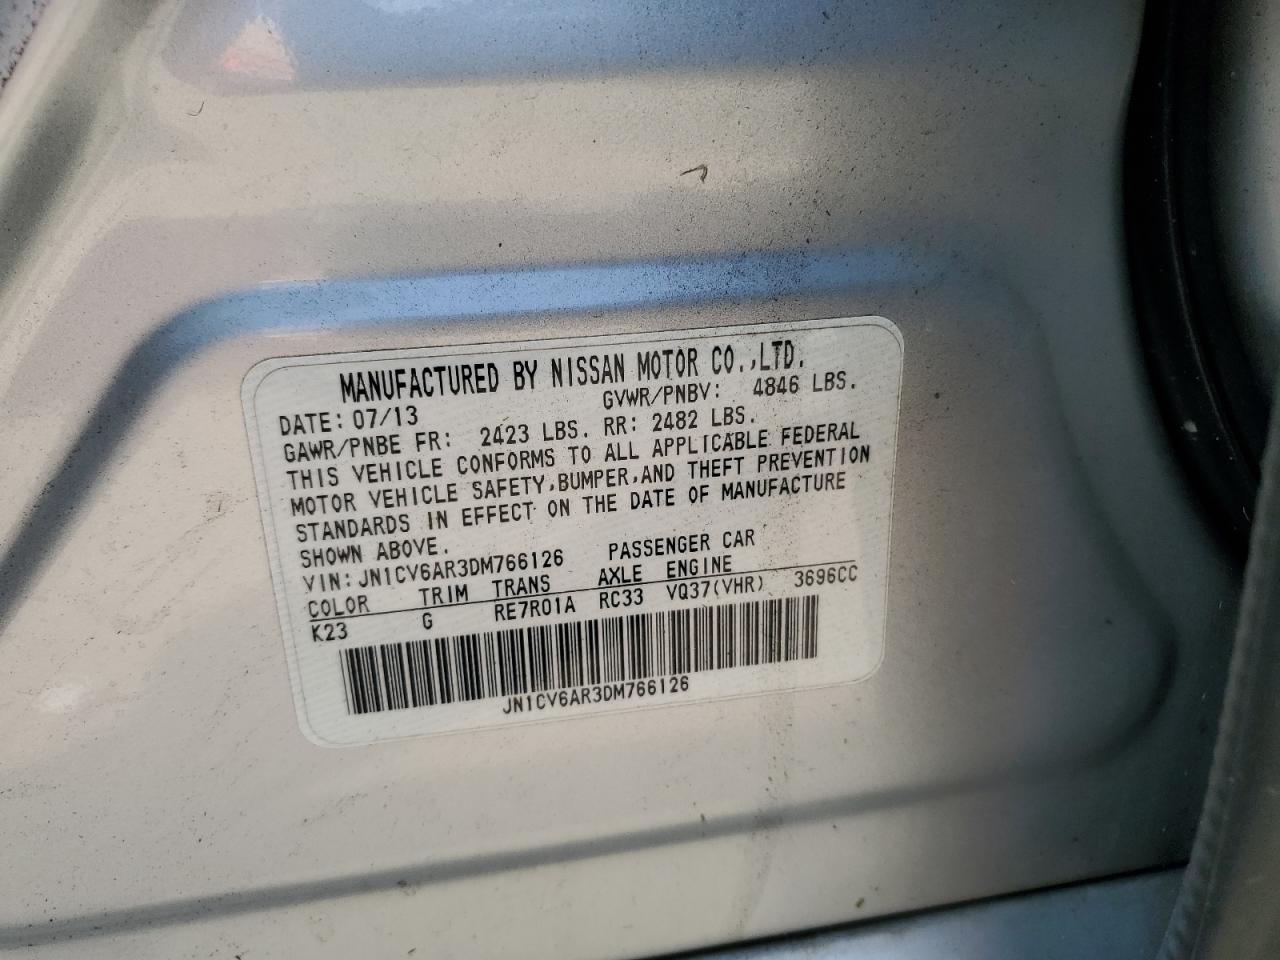 MANUFACTURED BY NISSAN MOTOR CO.,LTD.
DATE: 07/13 GVWR/PNBV: 4846 LBS.
GAWR/PNBE FR: 2423 LBS. RR: 2482 LBS.
THIS VEHICLE CONFORMS TO ALL APPLICABLE FEDERAL
MOTOR VEHICLE SAFETY,BUMPER,AND THEFT PREVENTION
STANDARDS IN EFFECT ON THE DATE OF MANUFACTURE
SHOWN ABOVE.
VIN: JN1CV6AR3DM766126 PASSENGER CAR
COLOR TRIM TRANS AXLE ENGINE
K23 G RE7R01A RC33 VQ37(VHR) 3696CC
JN1CV6AR3DM766126